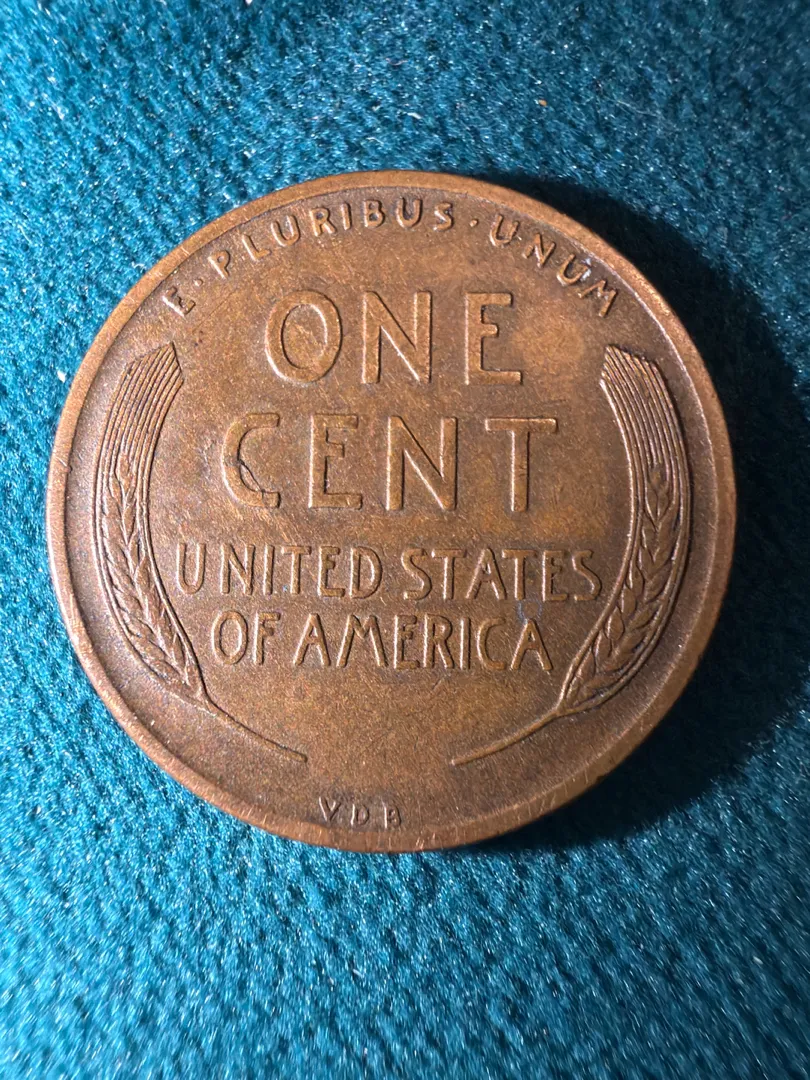 E·PLURIBUS·UNUM
ONE
CENT
UNITED STATES
OF AMERICA
VDB